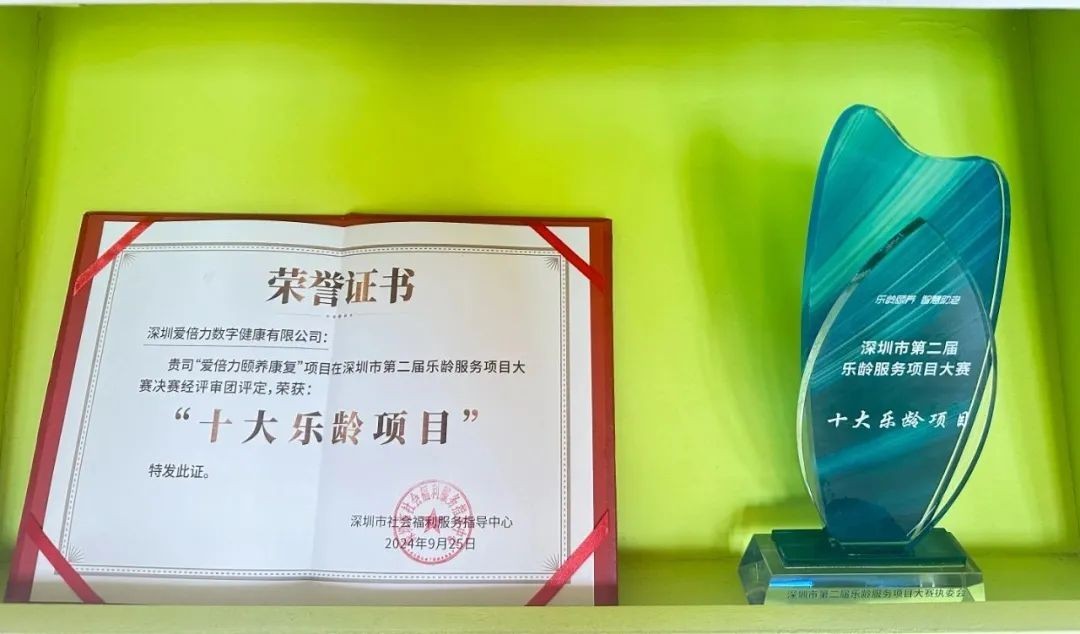 荣誉证书
深圳爱倍力数字健康有限公司：
贵司“爱倍力颐养康复”项目在深圳市第二届乐龄服务项目大
赛决赛经评审团评定，荣获：
“十大乐龄项目”
特发此证。
深圳市社会福利服务指导中心
2024年9月25日
乐龄颐养 智慧助老
深圳市第二届
乐龄服务项目大赛
十大乐龄项目
深圳市第二届乐龄服务项目大赛执委会